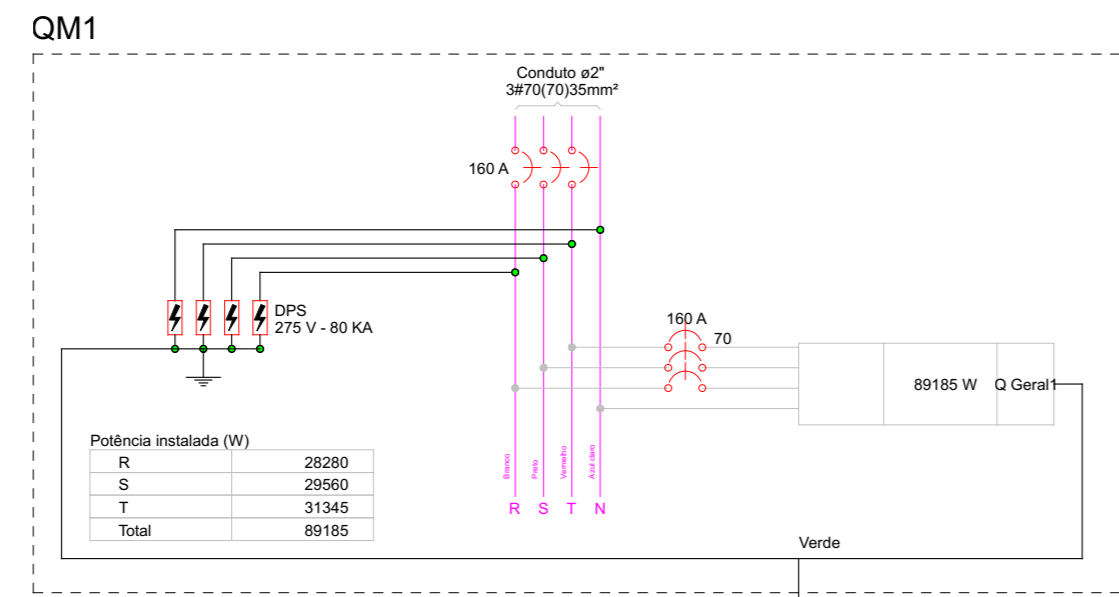 QM1
Conduto ø2"
3#70(70)35mm²
160 A
DPS
275 V - 80 KA
160 A
70
89185 W
Q Geral1
Potência instalada (W)
R 28280
S 29560
T 31345
Total 89185
Branco
Preto
Vermelho
Azul claro
R S T N
Verde